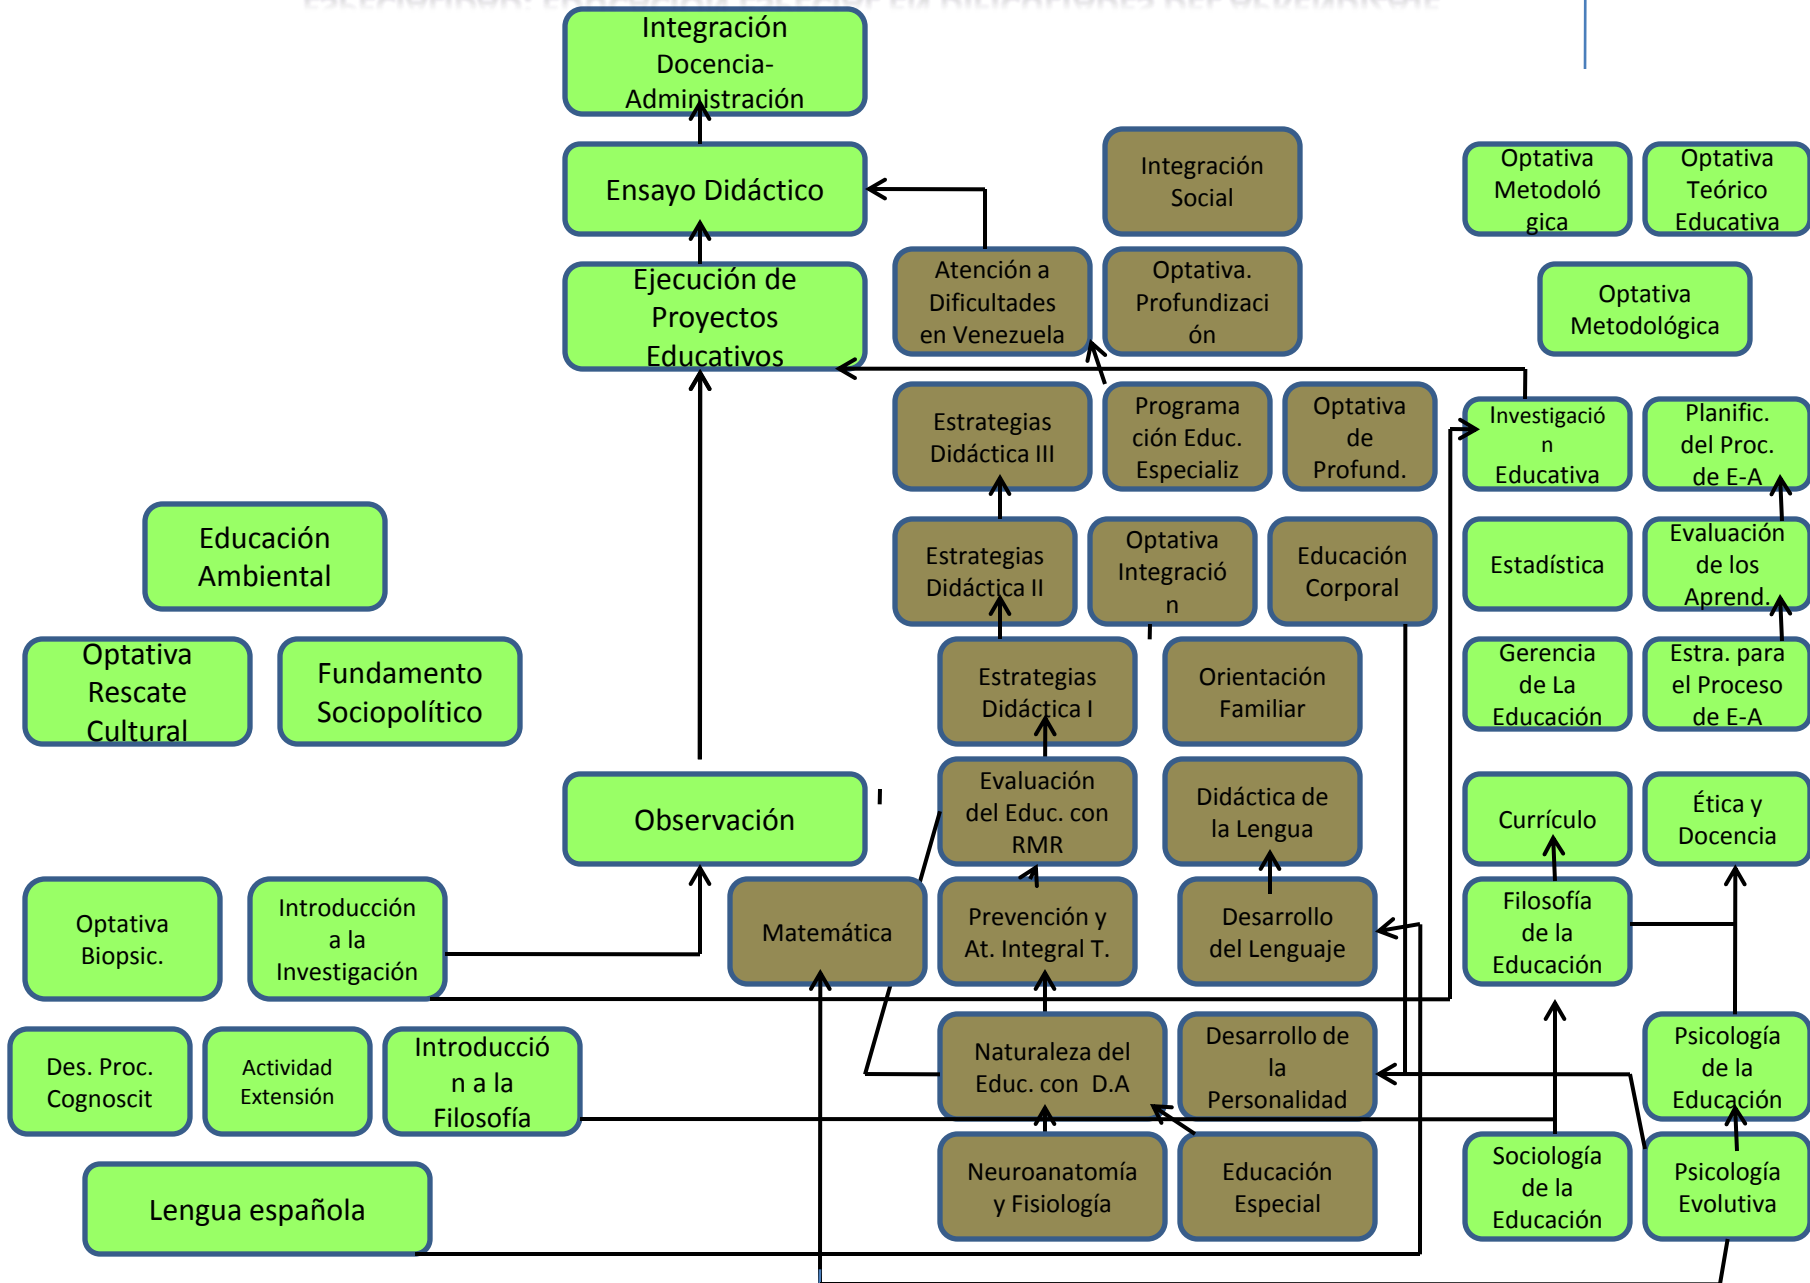 ESPECIALIDAD: EDUCACIÓN ESPECIAL EN DIFICULTADES DEL APRENDIZAJE
Integración
Docencia-
Administración
Ensayo Didáctico
Integración
Social
Optativa
Metodoló
gica
Optativa
Teórico
Educativa
Ejecución de
Proyectos
Educativos
Atención a
Dificultades
en Venezuela
Optativa.
Profundizaci
ón
Optativa
Metodológica
Estrategias
Didáctica III
Programa
ción Educ.
Especializ
Optativa
de
Profund.
Investigació
n
Educativa
Planific.
del Proc.
de E-A
Educación
Ambiental
Estrategias
Didáctica II
Optativa
Integració
n
Educación
Corporal
Estadística
Evaluación
de los
Aprend.
Optativa
Rescate
Cultural
Fundamento
Sociopolítico
Estrategias
Didáctica I
Orientación
Familiar
Gerencia
de La
Educación
Estra. para
el Proceso
de E-A
Observación
Evaluación
del Educ. con
RMR
Didáctica de
la Lengua
Currículo
Ética y
Docencia
Optativa
Biopsic.
Introducción
a la
Investigación
Matemática
Prevención y
At. Integral T.
Desarrollo
del Lenguaje
Filosofía
de la
Educación
Des. Proc.
Cognoscit
Actividad
Extensión
Introducció
n a la
Filosofía
Naturaleza del
Educ. con D.A
Desarrollo de
la
Personalidad
Psicología
de la
Educación
Lengua española
Neuroanatomía
y Fisiología
Educación
Especial
Sociología
de la
Educación
Psicología
Evolutiva